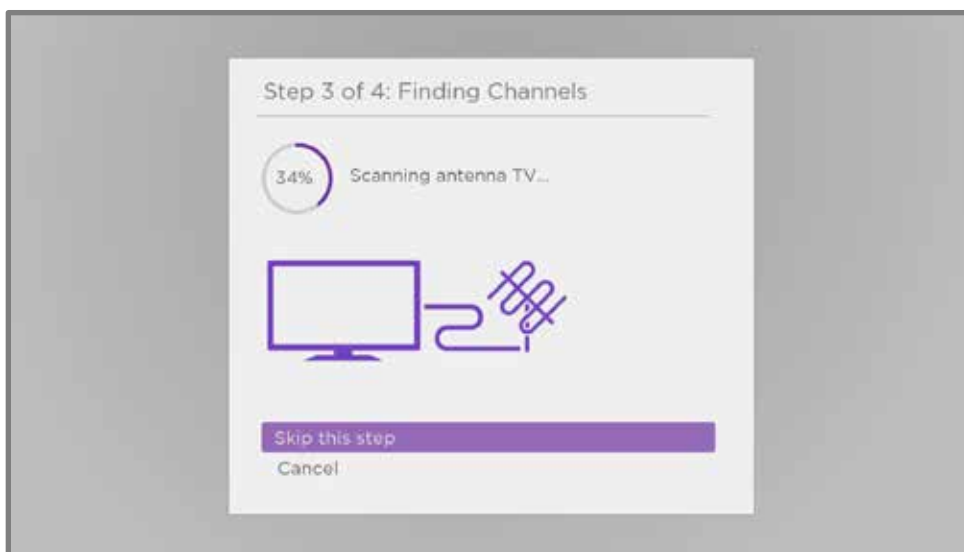 Step 3 of 4: Finding Channels
34%
Scanning antenna TV...
Skip this step
Cancel